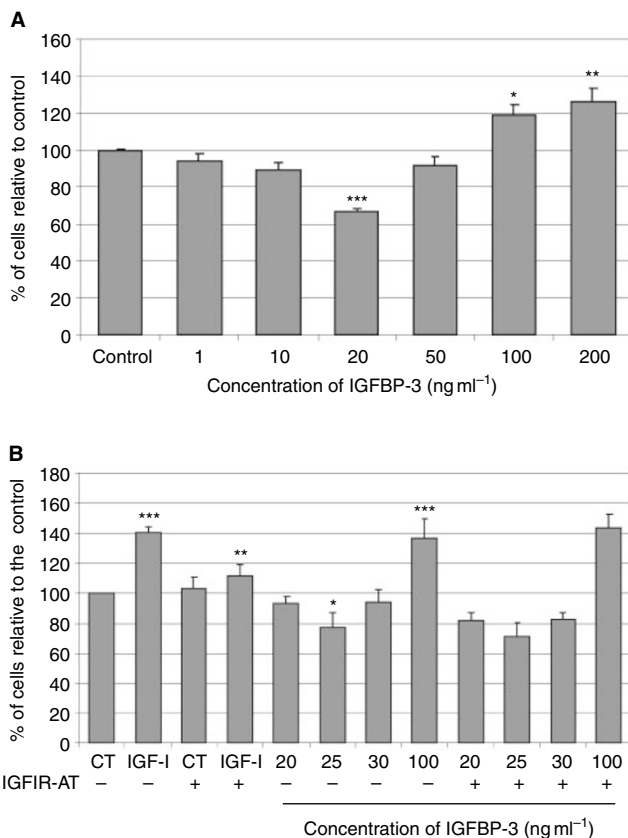 A
% of cells relative to control
160
140
120
100
80
60
40
20
0
***
*
**
Control 1 10 20 50 100 200
Concentration of IGFBP-3 (ng ml⁻¹)
B
% of cells relative to the control
180
160
140
120
100
80
60
40
20
0
***
**
*
***
CT IGF-I CT IGF-I 20 25 30 100 20 25 30 100
IGFIR-AT – – + + – – – – + + + +
Concentration of IGFBP-3 (ng ml⁻¹)